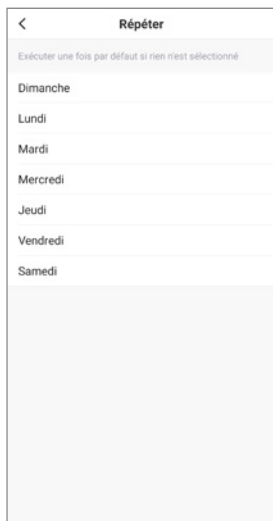 Répéter
Exécuter une fois par défaut si rien n'est sélectionné
Dimanche
Lundi
Mardi
Mercredi
Jeudi
Vendredi
Samedi